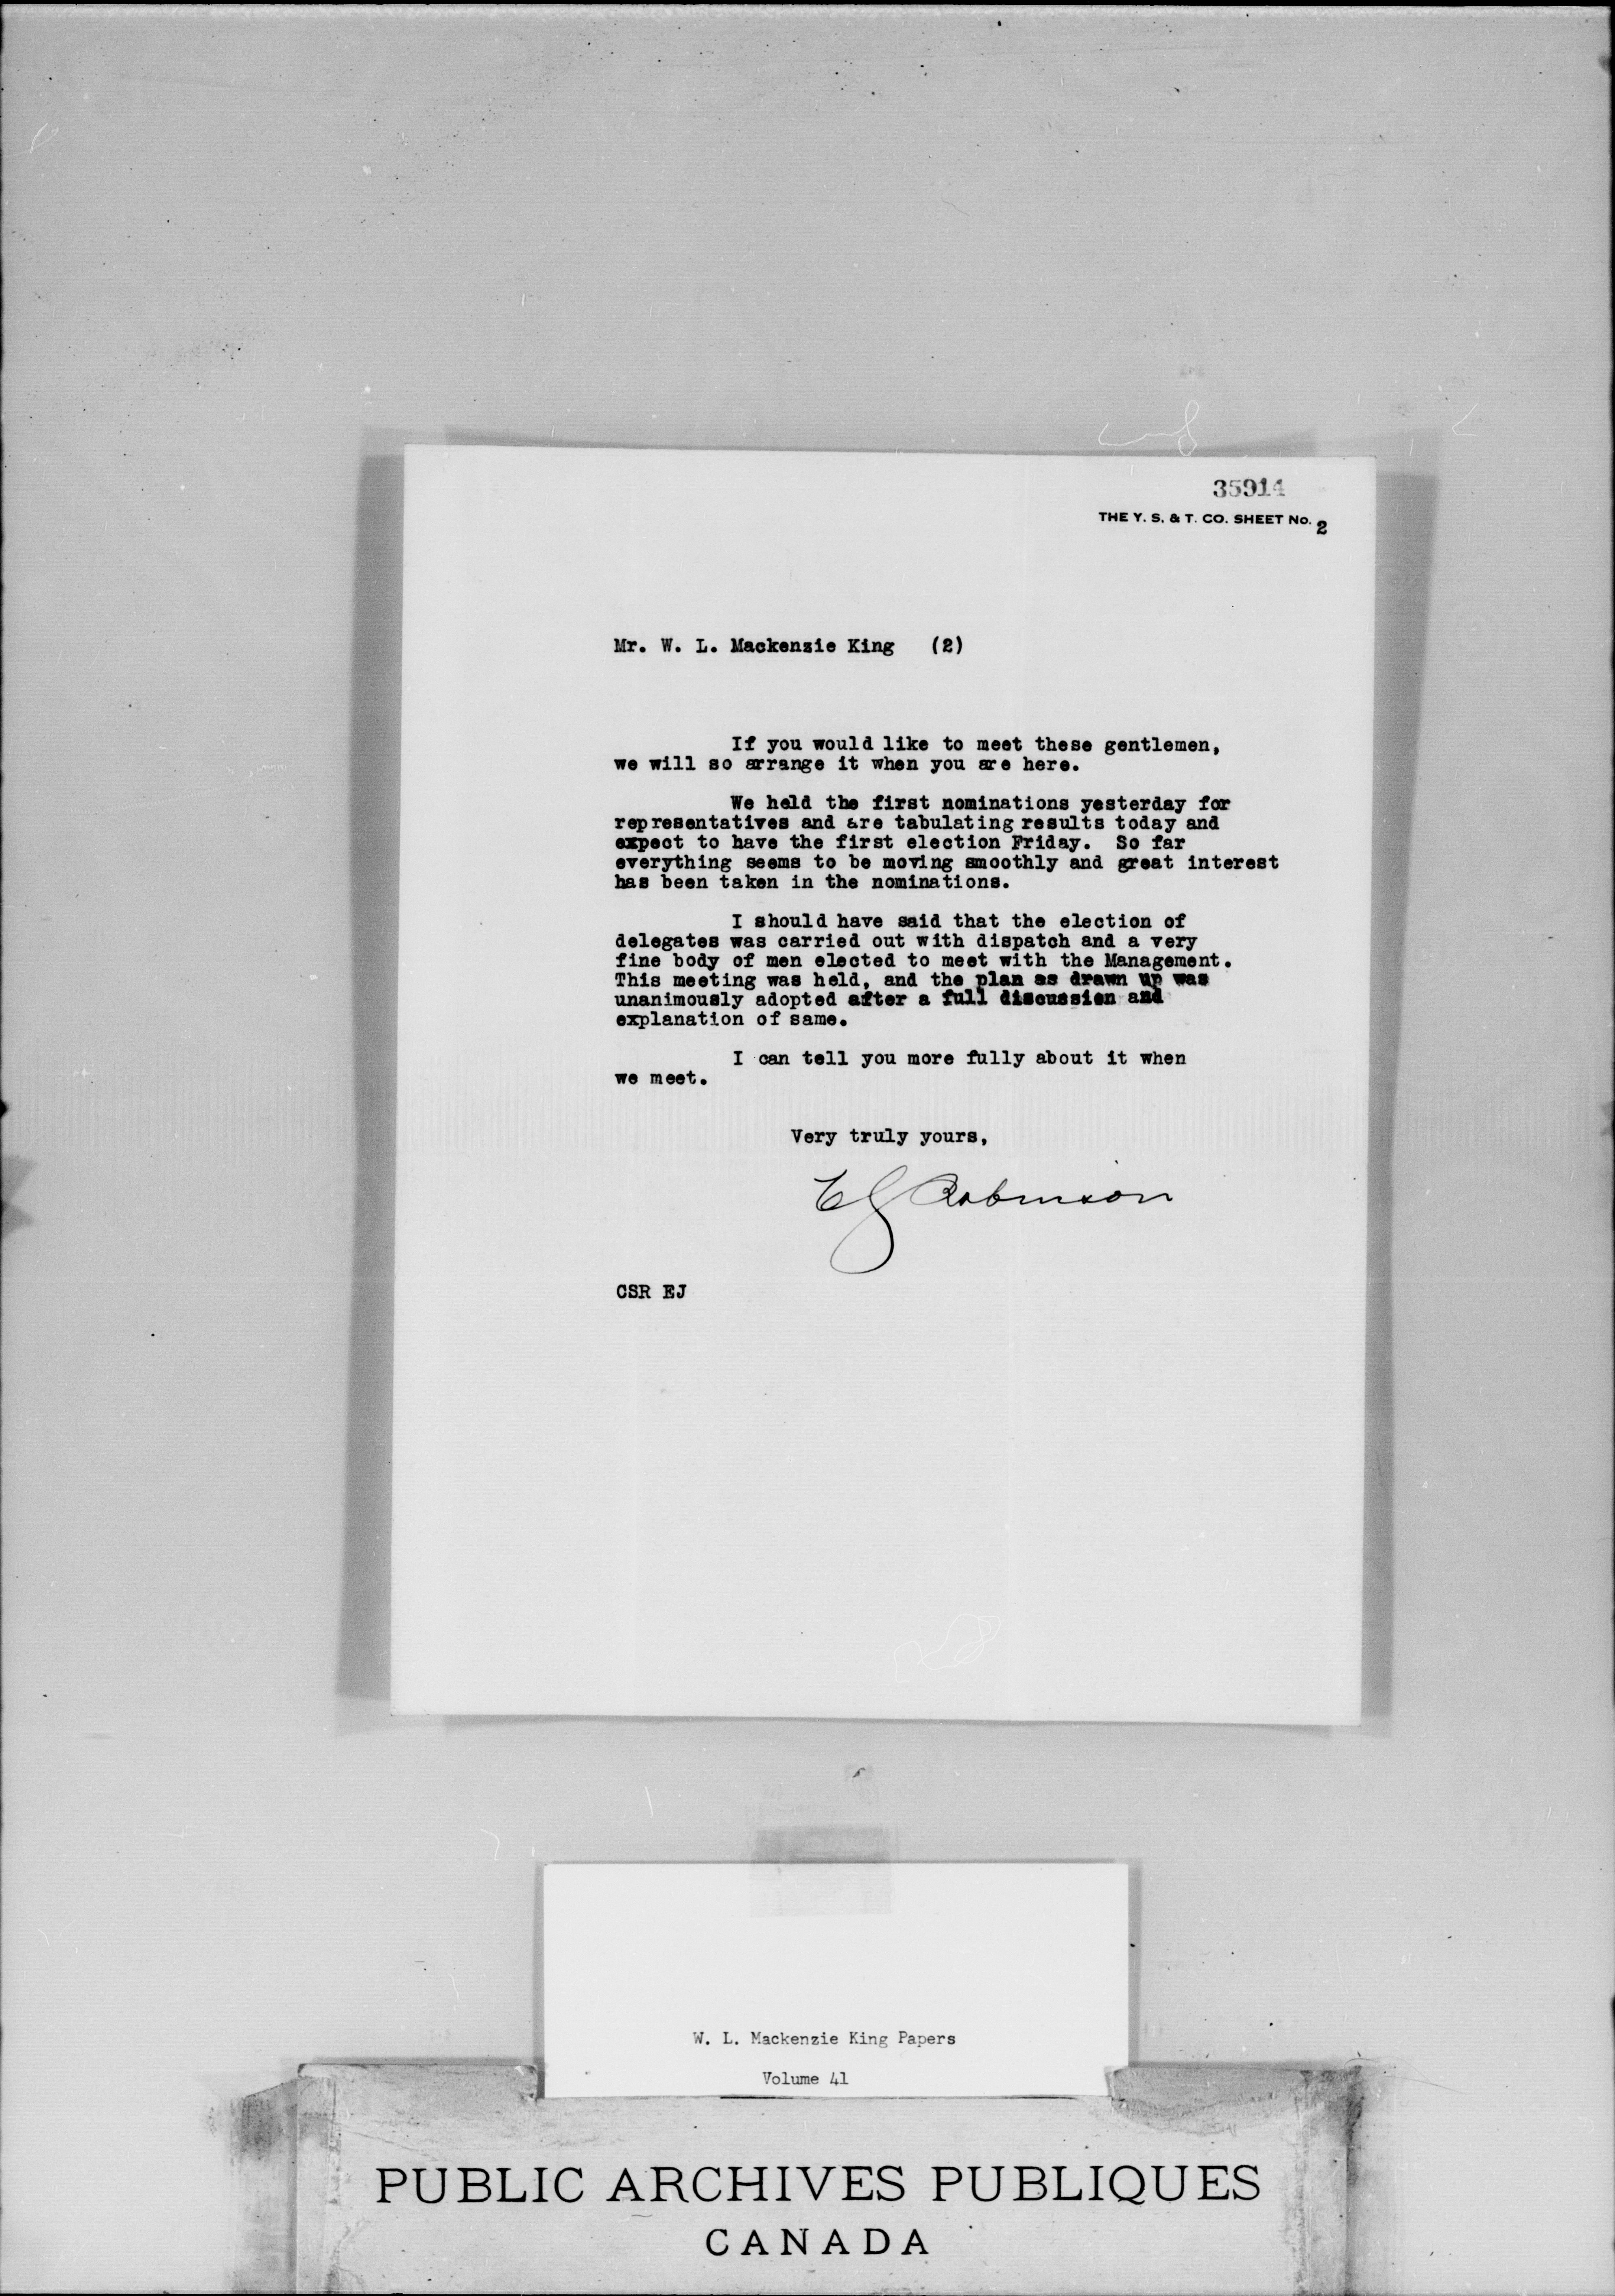 35914
THE Y. S. & T. CO. SHEET No. 2
Mr. W. L. Mackenzie King (2)
If you would like to meet these gentlemen,
we will so arrange it when you are here.
We held the first nominations yesterday for
representatives and are tabulating results today and
expect to have the first election Friday. So far
everything seems to be moving smoothly and great interest
has been taken in the nominations.
I should have said that the election of
delegates was carried out with dispatch and a very
fine body of men elected to meet with the Management.
This meeting was held, and the plan as drawn up was
unanimously adopted after a full discussion and
explanation of same.
I can tell you more fully about it when
we meet.
Very truly yours,
CS Robinson
CSR EJ
W. L. Mackenzie King Papers
Volume 41
PUBLIC ARCHIVES PUBLIQUES
CANADA